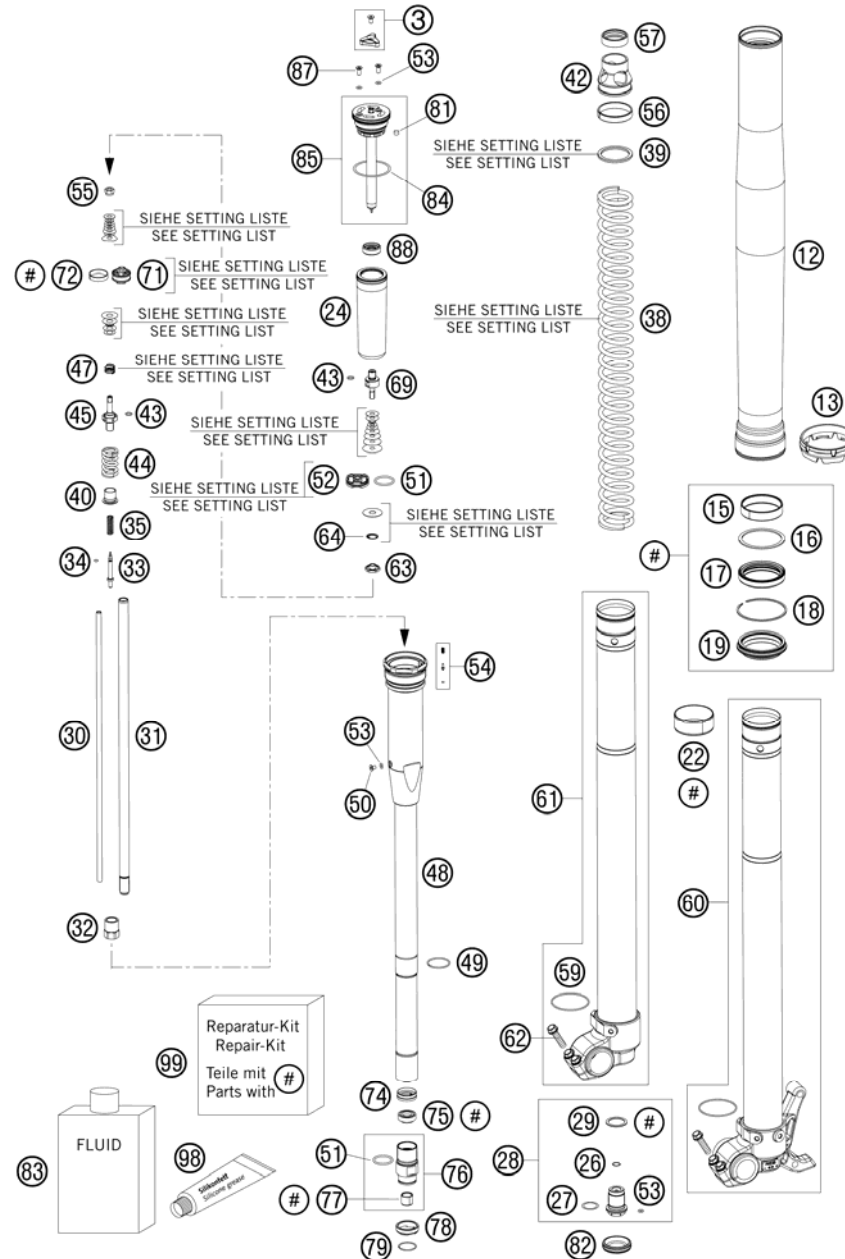 3
87
53
81
85
84
57
42
56
SIEHE SETTING LISTE
SEE SETTING LIST
39
12
55
SIEHE SETTING LISTE
SEE SETTING LIST
#
72
71
SIEHE SETTING LISTE
SEE SETTING LIST
88
24
SIEHE SETTING LISTE
SEE SETTING LIST
38
SIEHE SETTING LISTE
SEE SETTING LIST
47
SIEHE SETTING LISTE
SEE SETTING LIST
43
69
45
43
13
SIEHE SETTING LISTE
SEE SETTING LIST
44
52
51
SIEHE SETTING LISTE
SEE SETTING LIST
40
35
SIEHE SETTING LISTE
SEE SETTING LIST
64
34
33
63
15
16
#
17
18
19
54
30
31
53
50
22
#
61
48
60
32
49
59
62
Reparatur-Kit
Repair-Kit
Teile mit
Parts with
#
99
74
75
#
29
#
28
26
27
53
FLUID
83
98
Silikonfett
Silicone grease
51
76
#
77
78
79
82